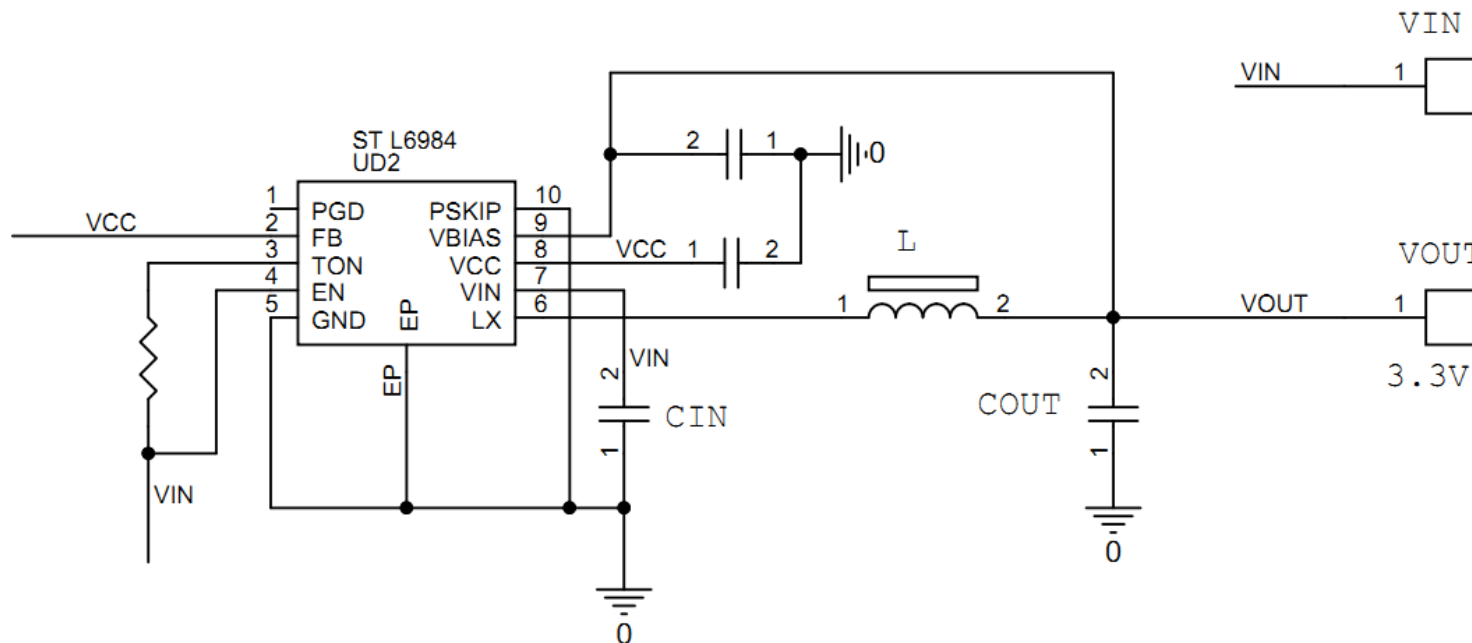 VIN
VIN 1
ST L6984
UD2
2 1 0
1 PGD PSKIP 10
VCC 2 FB VBIAS 9
3 TON VCC 8 VCC 1 2
4 EN VIN 7
5 GND EP LX 6
L
1 2
VOUT
VOUT 1
3.3V
EP
VIN
2
CIN
1
COUT
2
1
VIN
0
0